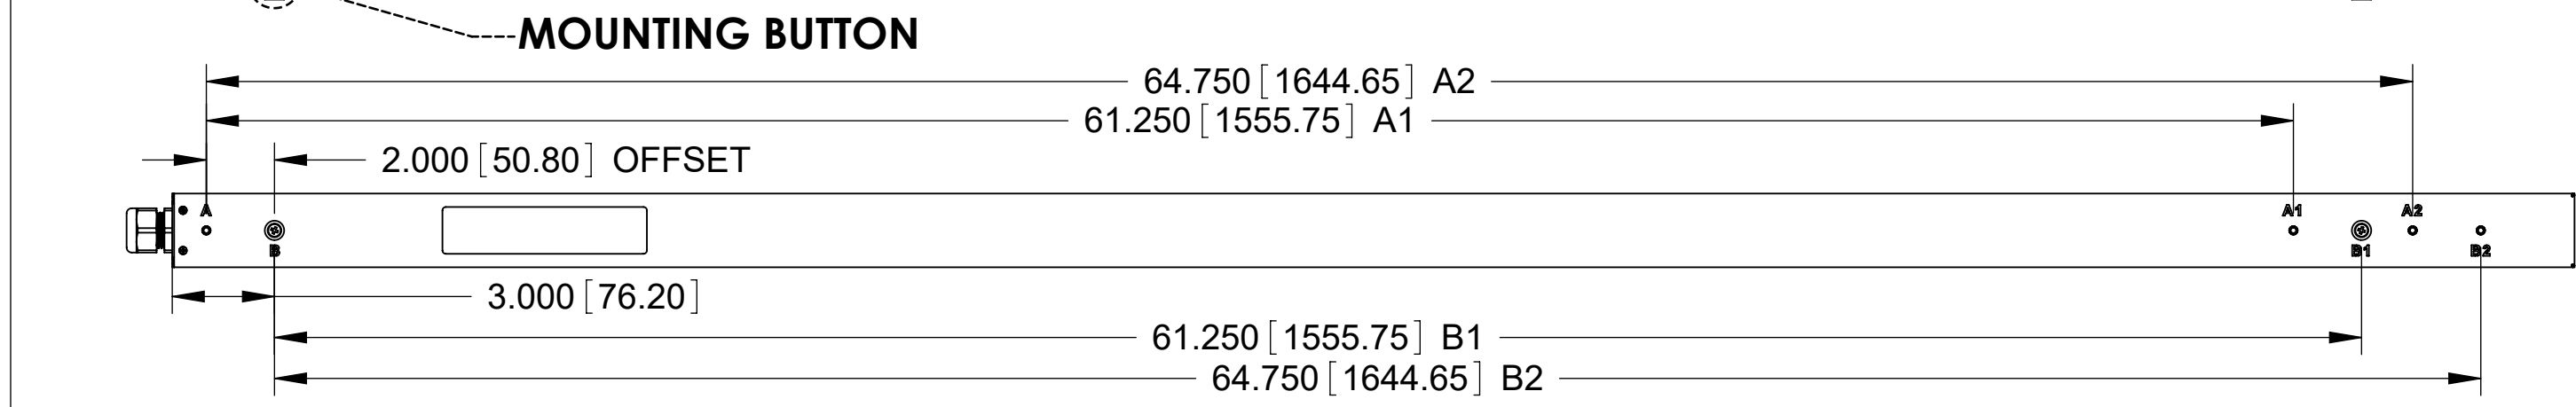 MOUNTING BUTTON
64.750 [1644.65] A2
61.250 [1555.75] A1
2.000 [50.80] OFFSET
A A1 A2
B B1 B2
3.000 [76.20]
61.250 [1555.75] B1
64.750 [1644.65] B2